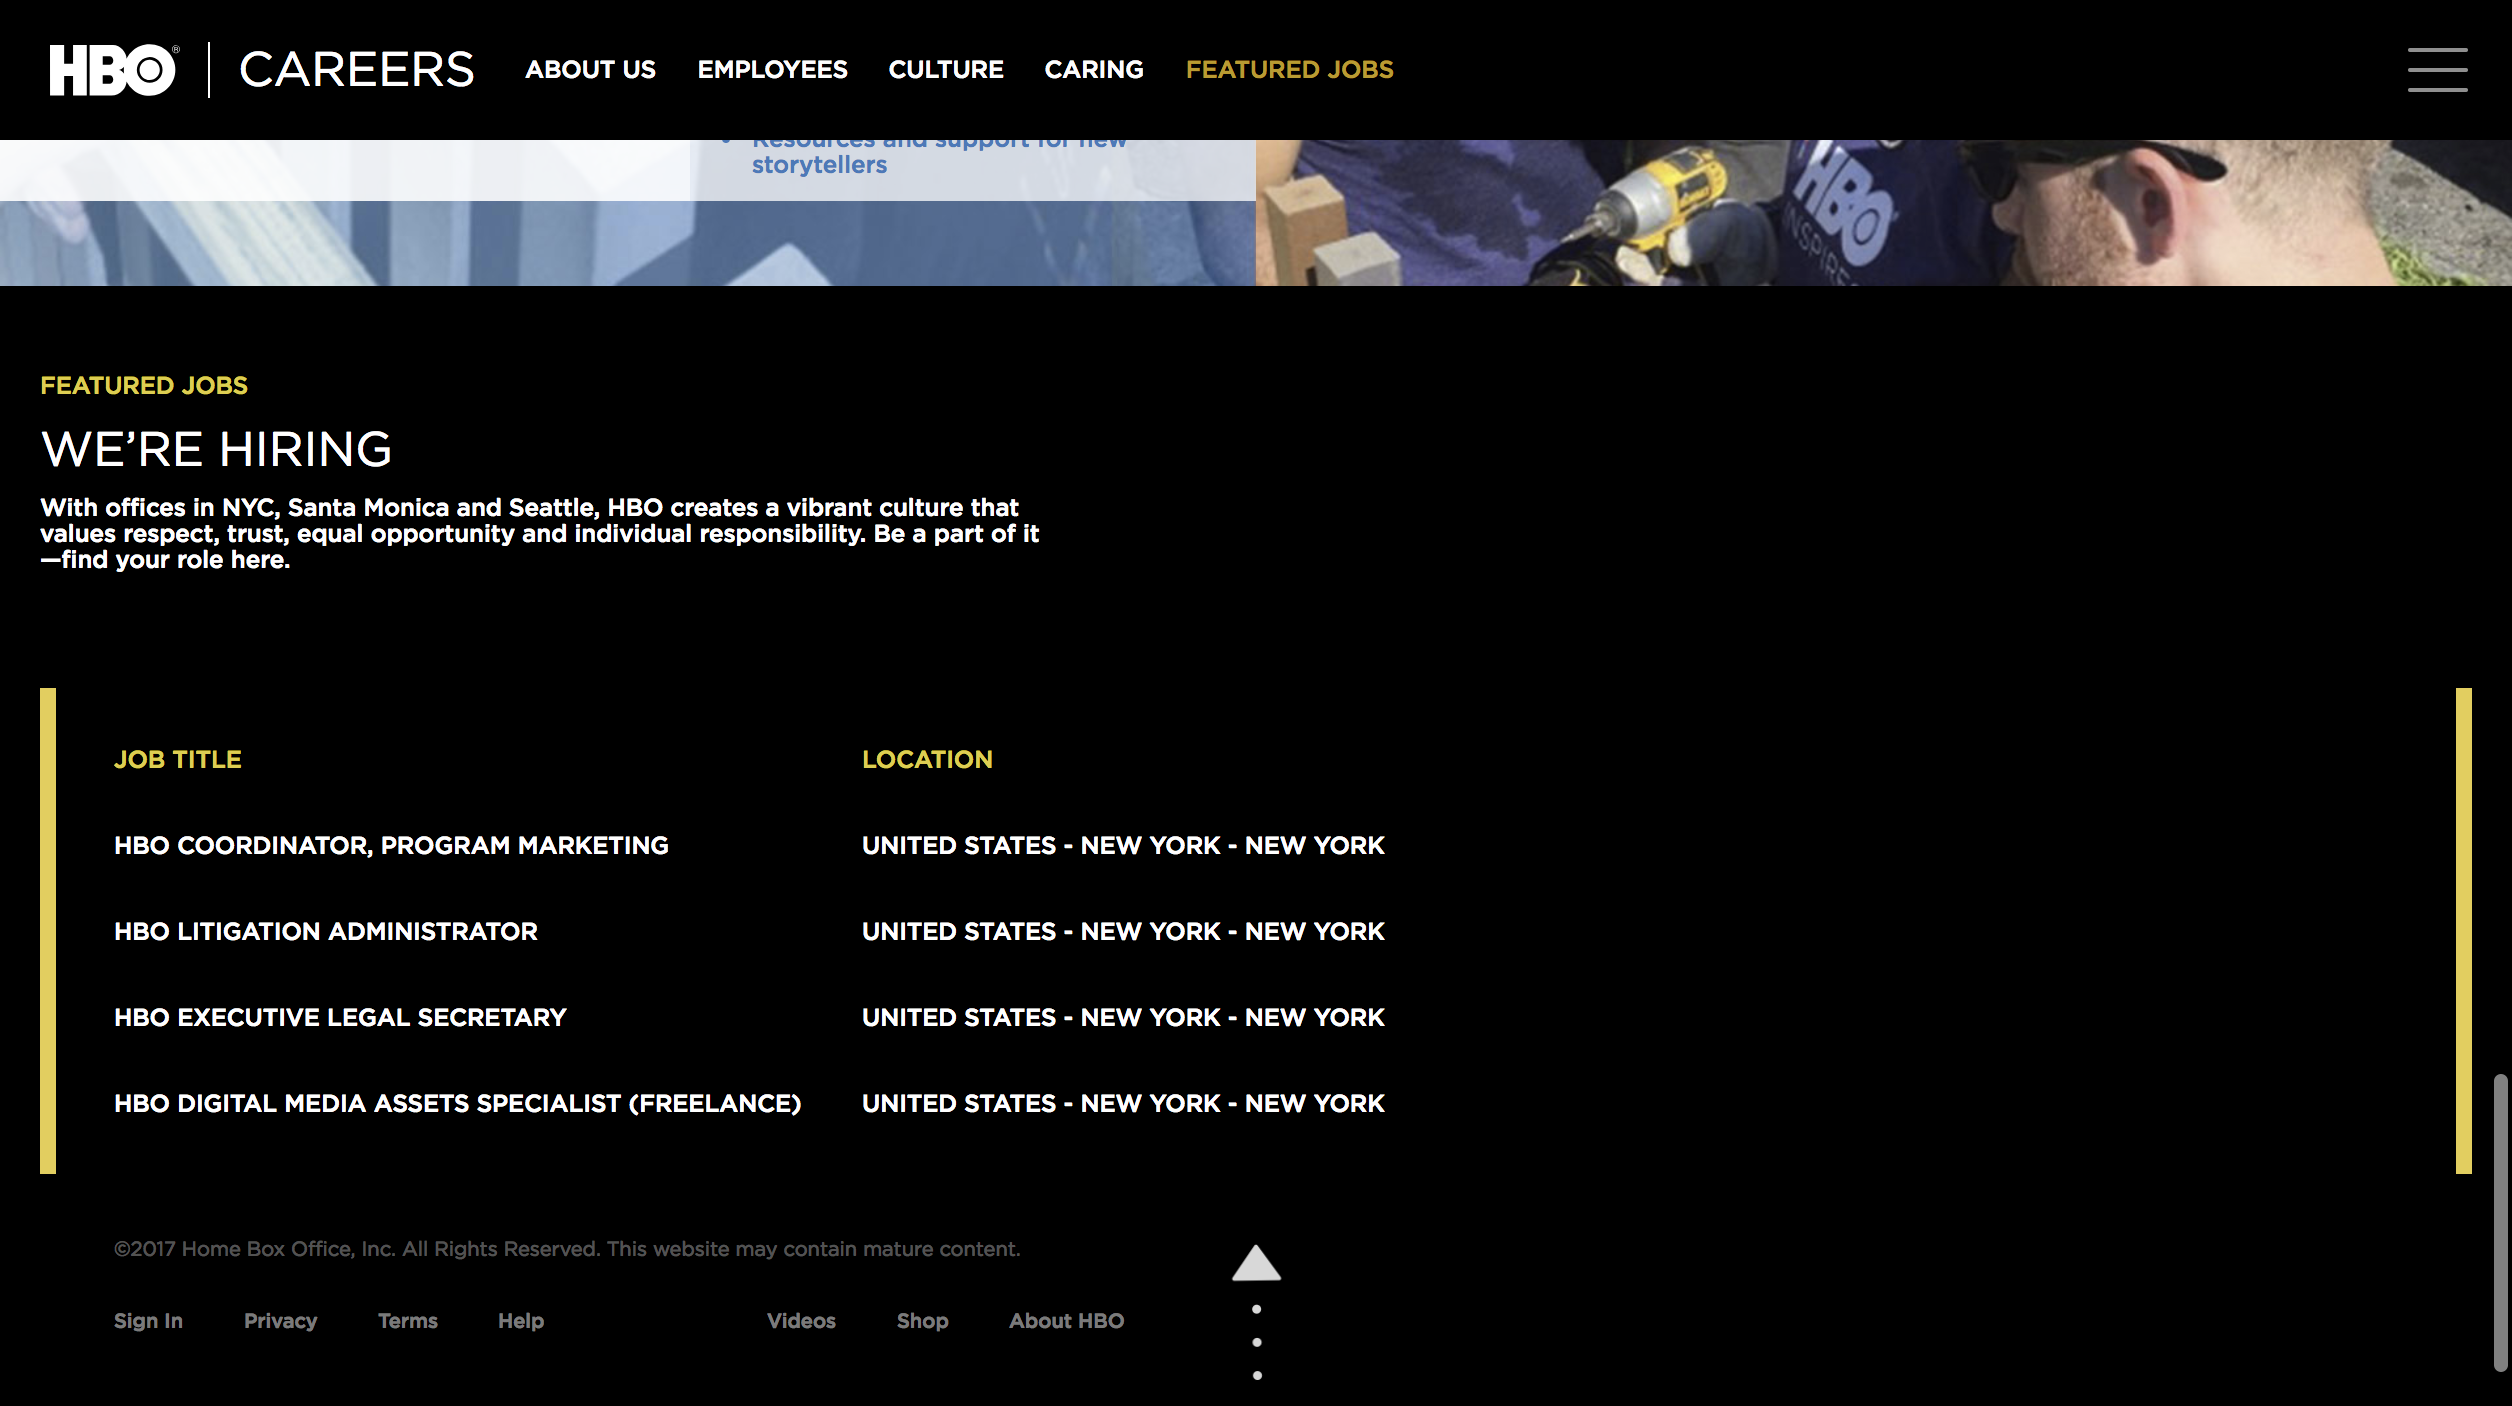 HBO® CAREERS ABOUT US EMPLOYEES CULTURE CARING FEATURED JOBS
• Resources and support for new
storytellers
HBO
INSPIRE
FEATURED JOBS
WE’RE HIRING
With offices in NYC, Santa Monica and Seattle, HBO creates a vibrant culture that
values respect, trust, equal opportunity and individual responsibility. Be a part of it
—find your role here.
JOB TITLE LOCATION
HBO COORDINATOR, PROGRAM MARKETING UNITED STATES - NEW YORK - NEW YORK
HBO LITIGATION ADMINISTRATOR UNITED STATES - NEW YORK - NEW YORK
HBO EXECUTIVE LEGAL SECRETARY UNITED STATES - NEW YORK - NEW YORK
HBO DIGITAL MEDIA ASSETS SPECIALIST (FREELANCE) UNITED STATES - NEW YORK - NEW YORK
©2017 Home Box Office, Inc. All Rights Reserved. This website may contain mature content.
Sign In Privacy Terms Help Videos Shop About HBO